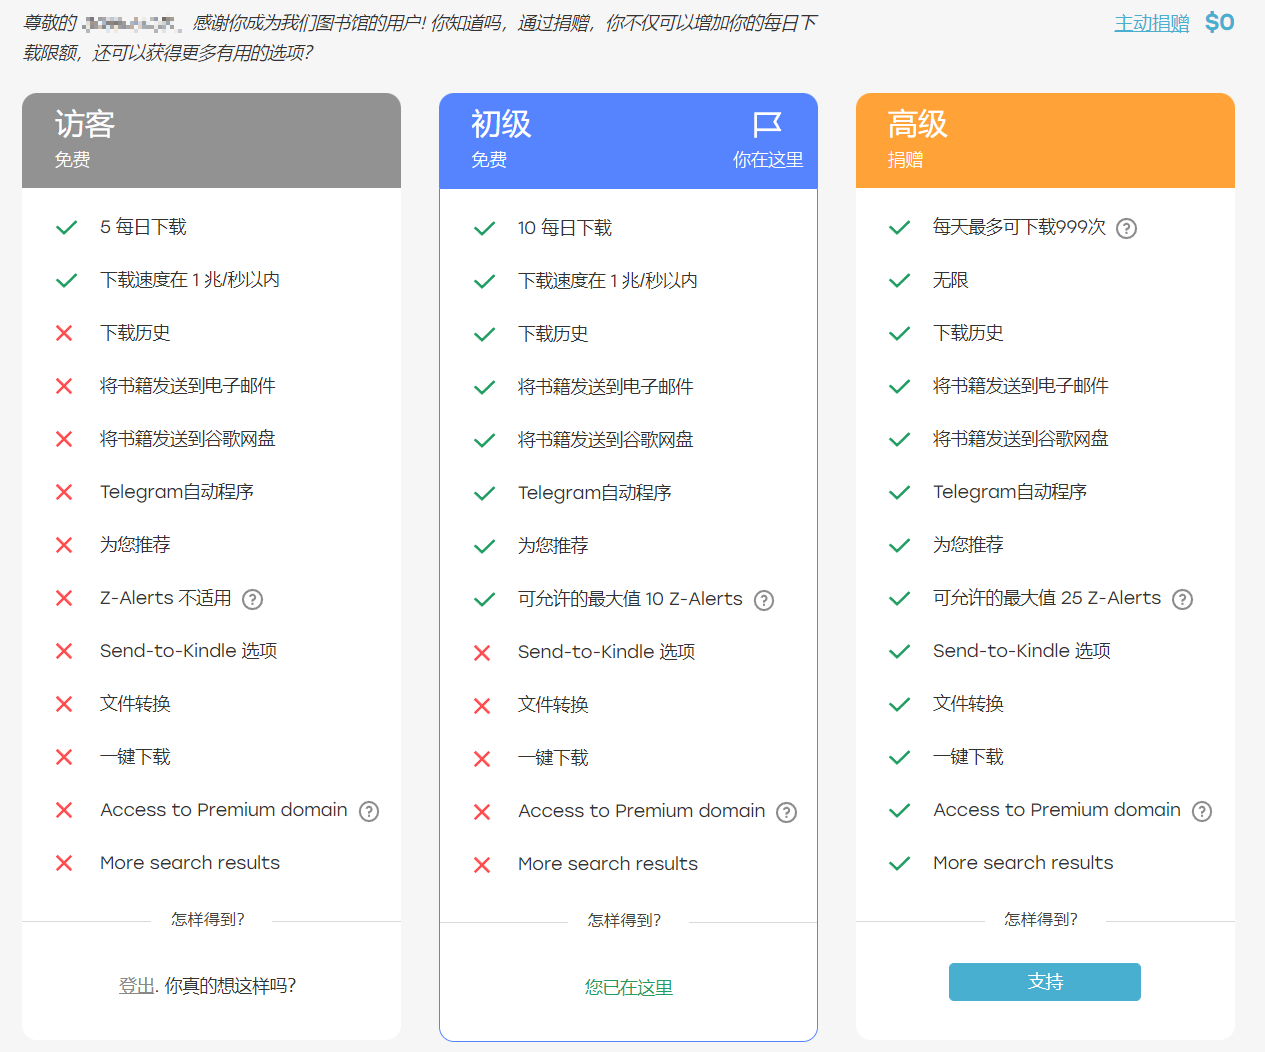 尊敬的 感谢你成为我们图书馆的用户! 你知道吗，通过捐赠，你不仅可以增加你的每日下
载限额，还可以获得更多有用的选项?
主动捐赠 $0
访客
免费
5 每日下载
下载速度在 1 兆/秒以内
下载历史
将书籍发送到电子邮件
将书籍发送到谷歌网盘
Telegram自动程序
为您推荐
Z-Alerts 不适用 ?
Send-to-Kindle 选项
文件转换
一键下载
Access to Premium domain ?
More search results
怎样得到?
登出. 你真的想这样吗?
初级
免费
你在这里
10 每日下载
下载速度在 1 兆/秒以内
下载历史
将书籍发送到电子邮件
将书籍发送到谷歌网盘
Telegram自动程序
为您推荐
可允许的最大值 10 Z-Alerts ?
Send-to-Kindle 选项
文件转换
一键下载
Access to Premium domain ?
More search results
怎样得到?
您已在这里
高级
捐赠
每天最多可下载999次 ?
无限
下载历史
将书籍发送到电子邮件
将书籍发送到谷歌网盘
Telegram自动程序
为您推荐
可允许的最大值 25 Z-Alerts ?
Send-to-Kindle 选项
文件转换
一键下载
Access to Premium domain ?
More search results
怎样得到?
支持